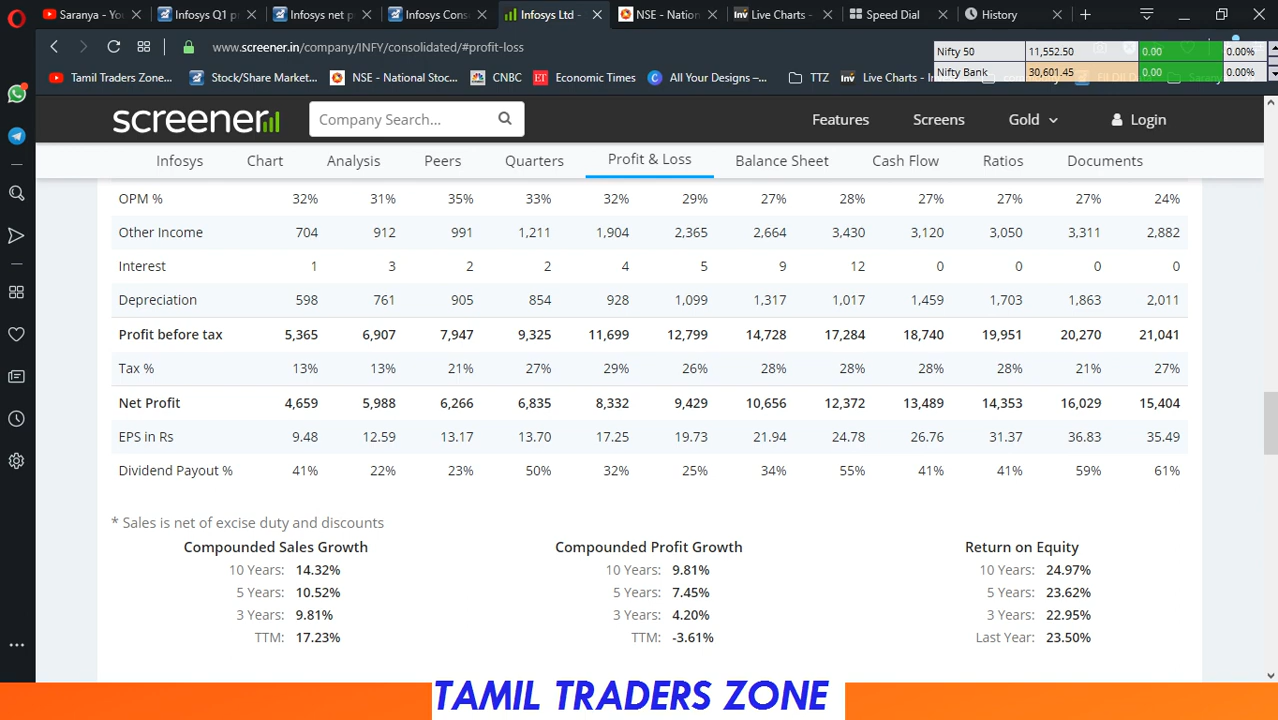 Saranya - You
Infosys Q1 p
Infosys net p
Infosys Cons
Infosys Ltd -
NSE - Nation
Live Charts -
Speed Dial
History
www.screener.in/company/INFY/consolidated/#profit-loss
Nifty 50 11,552.50 0.00 0.00%
Nifty Bank 30,601.45 0.00 0.00%
Tamil Traders Zone...
Stock/Share Market...
NSE - National Stoc...
CNBC
Economic Times
All Your Designs–...
TTZ
Live Charts - In
screener
Company Search...
Features Screens Gold Login
Infosys Chart Analysis Peers Quarters Profit & Loss Balance Sheet Cash Flow Ratios Documents
OPM % 32% 31% 35% 33% 32% 29% 27% 28% 27% 27% 27% 24%
Other Income 704 912 991 1,211 1,904 2,365 2,664 3,430 3,120 3,050 3,311 2,882
Interest 1 3 2 2 4 5 9 12 0 0 0 0
Depreciation 598 761 905 854 928 1,099 1,317 1,017 1,459 1,703 1,863 2,011
Profit before tax 5,365 6,907 7,947 9,325 11,699 12,799 14,728 17,284 18,740 19,951 20,270 21,041
Tax % 13% 13% 21% 27% 29% 26% 28% 28% 28% 28% 21% 27%
Net Profit 4,659 5,988 6,266 6,835 8,332 9,429 10,656 12,372 13,489 14,353 16,029 15,404
EPS in Rs 9.48 12.59 13.17 13.70 17.25 19.73 21.94 24.78 26.76 31.37 36.83 35.49
Dividend Payout % 41% 22% 23% 50% 32% 25% 34% 55% 41% 41% 59% 61%
* Sales is net of excise duty and discounts
Compounded Sales Growth
10 Years: 14.32%
5 Years: 10.52%
3 Years: 9.81%
TTM: 17.23%
Compounded Profit Growth
10 Years: 9.81%
5 Years: 7.45%
3 Years: 4.20%
TTM: -3.61%
Return on Equity
10 Years: 24.97%
5 Years: 23.62%
3 Years: 22.95%
Last Year: 23.50%
TAMIL TRADERS ZONE